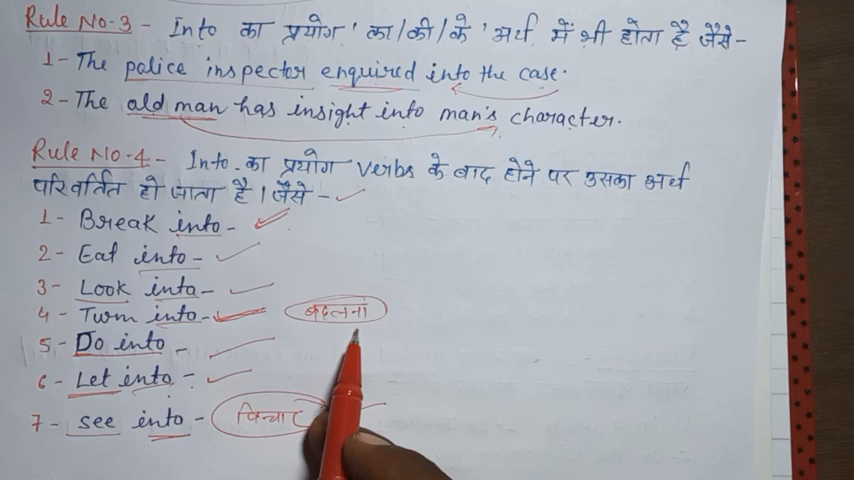 Rule No-3 - Into का प्रयोग 'का/की/के' अर्थ में भी होता है जैसे-
1- The police inspector enquired into the case.
2- The old man has insight into man's character.
Rule No-4- Into का प्रयोग verbs के बाद होने पर उसका अर्थ
परिवर्तित हो जाता है। जैसे -
1- Break into-
2- Eat into-
3- Look into-
4- Turn into- बदलना
5- Do into -
6- Let into -
7- see into - विचार